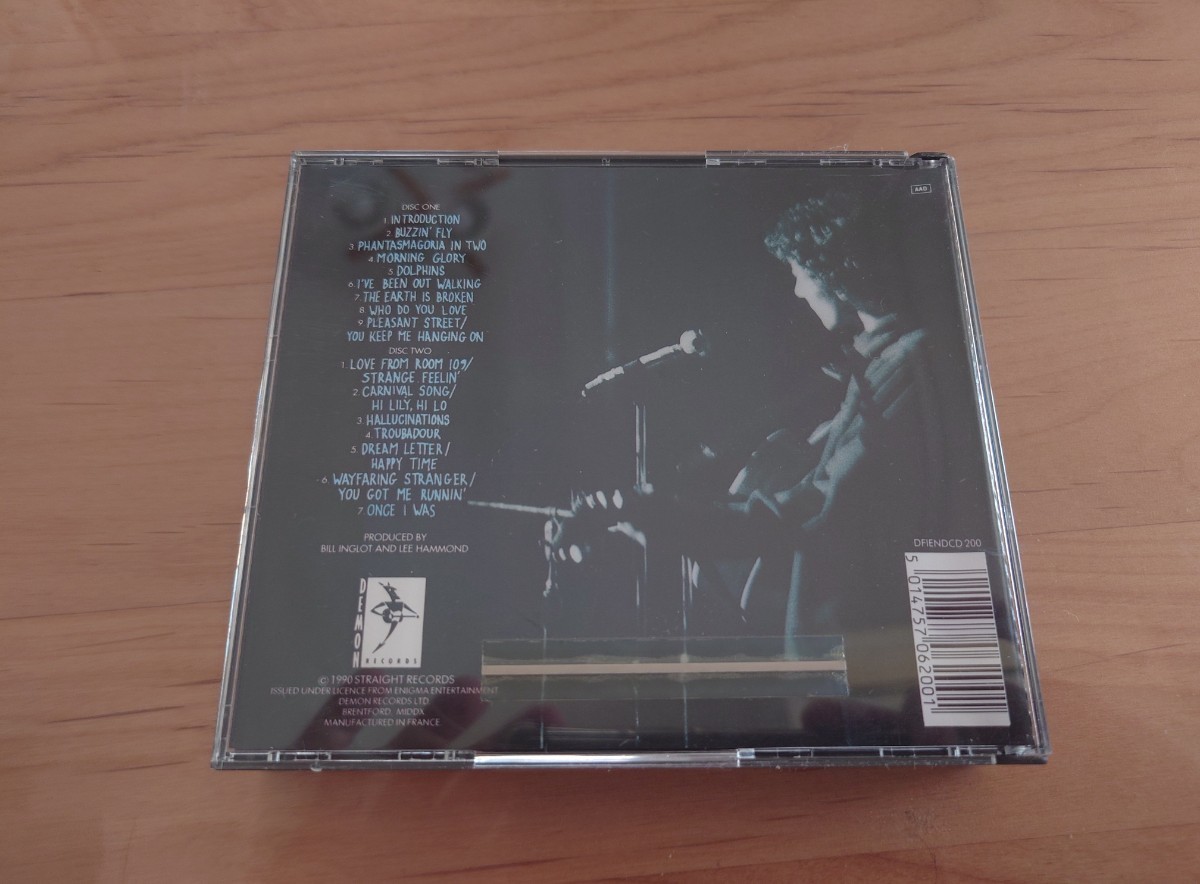 DISC ONE
1. INTRODUCTION
2. BUZZIN' FLY
3. PHANTASMAGORIA IN TWO
4. MORNING GLORY
5. DOLPHINS
6. I'VE BEEN OUT WALKING
7. THE EARTH IS BROKEN
8. WHO DO YOU LOVE
9. PLEASANT STREET/
YOU KEEP ME HANGING ON
DISC TWO
1. LOVE FROM ROOM 109/
STRANGE FEELIN'
2. CARNIVAL SONG/
HI LILY, HI LO
3. HALLUCINATIONS
4. TROUBADOUR
5. DREAM LETTER/
HAPPY TIME
6. WAYFARING STRANGER/
YOU GOT ME RUNNIN'
7. ONCE I WAS
PRODUCED BY
BILL INGLOT AND LEE HAMMOND
DEMON
RECORDS
© 1990 STRAIGHT RECORDS
ISSUED UNDER LICENCE FROM ENIGMA ENTERTAINMENT
DEMON RECORDS LTD
BRENTFORD, MIDDX
MANUFACTURED IN FRANCE
AAD
DFIENDCD 200
5 014757 062001